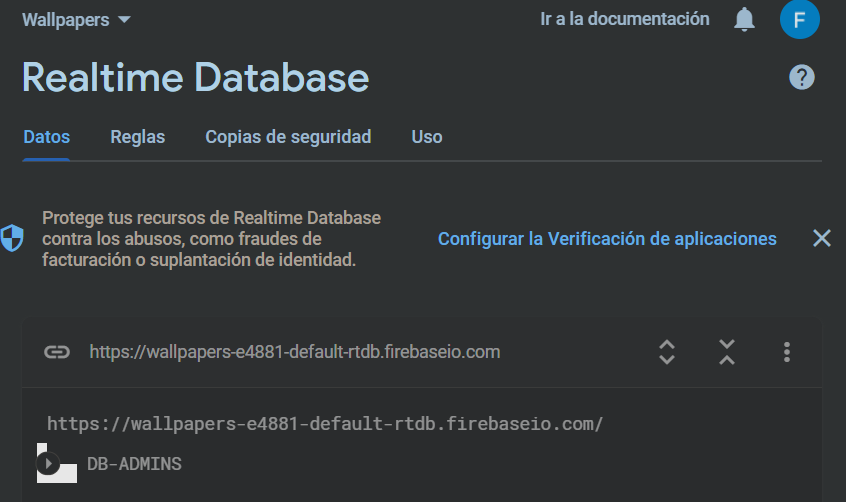 Wallpapers
Ir a la documentación
F
Realtime Database
?
Datos
Reglas
Copias de seguridad
Uso
Protege tus recursos de Realtime Database
contra los abusos, como fraudes de
facturación o suplantación de identidad.
Configurar la Verificación de aplicaciones
https://wallpapers-e4881-default-rtdb.firebaseio.com
https://wallpapers-e4881-default-rtdb.firebaseio.com/
DB-ADMINS